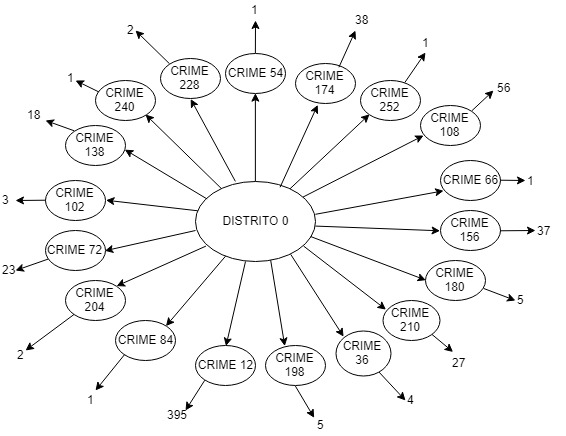 1
38
2
1
CRIME 54
CRIME
228
CRIME
174
1
CRIME
240
CRIME
252
56
18
CRIME
138
CRIME
108
CRIME 66
1
3
CRIME
102
DISTRITO 0
CRIME
156
37
CRIME 72
23
CRIME
180
5
CRIME
204
CRIME
210
2
CRIME 84
CRIME
36
27
CRIME 12
CRIME
198
1
4
395
5